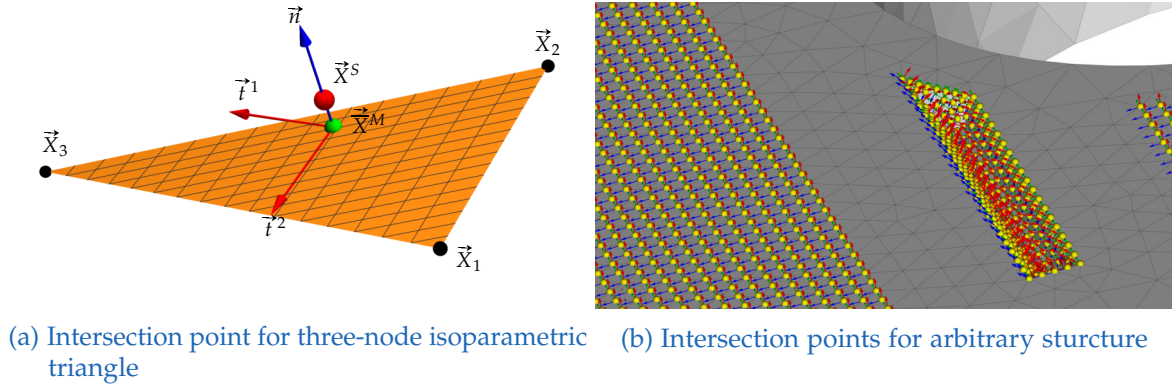 n⃗
X⃗₂
X⃗ˢ
t⃗¹
X̄⃗ᴹ
X⃗₃
t⃗²
X⃗₁
(a) Intersection point for three-node isoparametric
triangle
(b) Intersection points for arbitrary sturcture